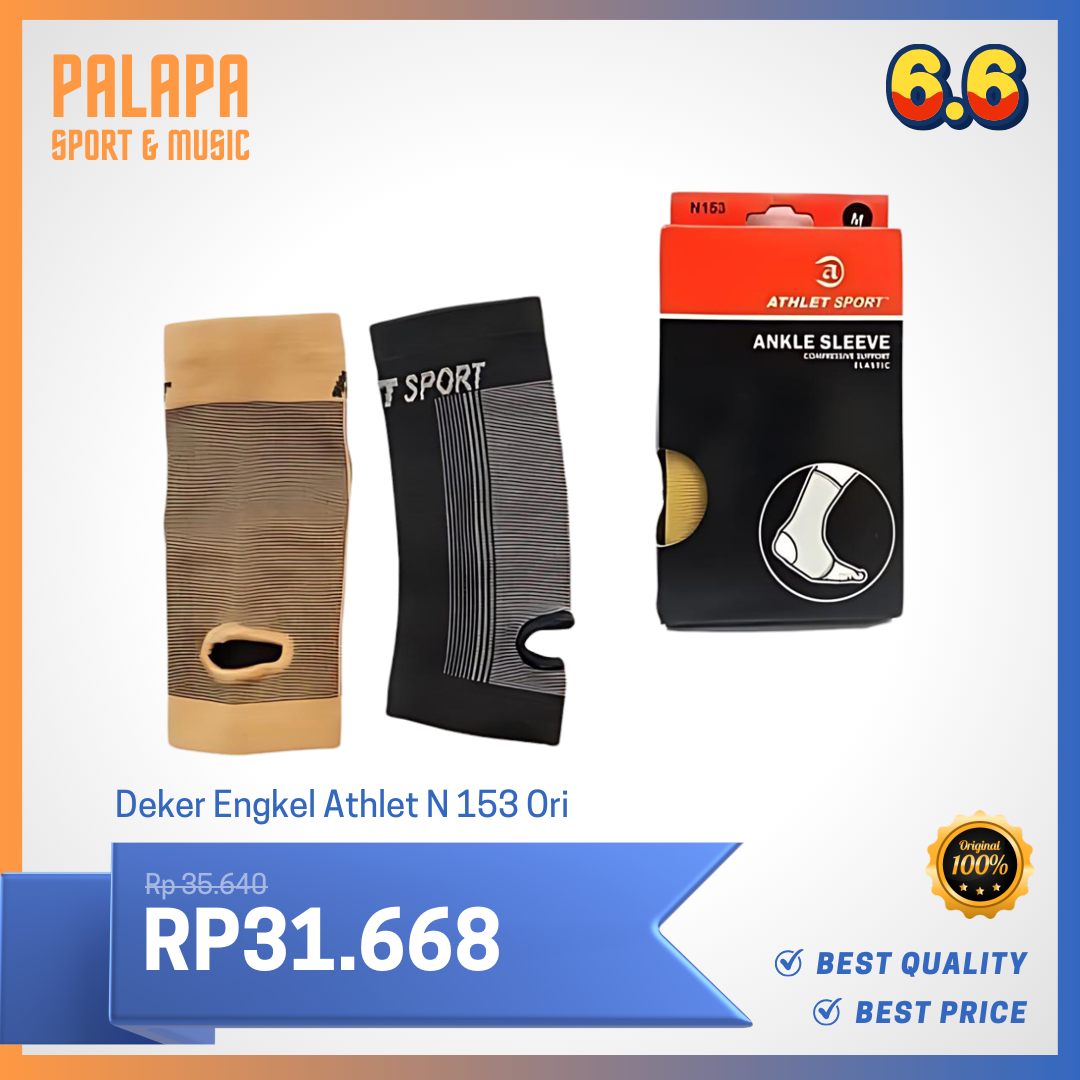 PALAPA
SPORT & MUSIC
6.6
N153
M
a
ATHLET SPORT™
ANKLE SLEEVE
COMPRESSIVE SUPPORT
ELASTIC
T SPORT
Deker Engkel Athlet N 153 Ori
Rp 35.640
RP31.668
Original
100%
BEST QUALITY
BEST PRICE